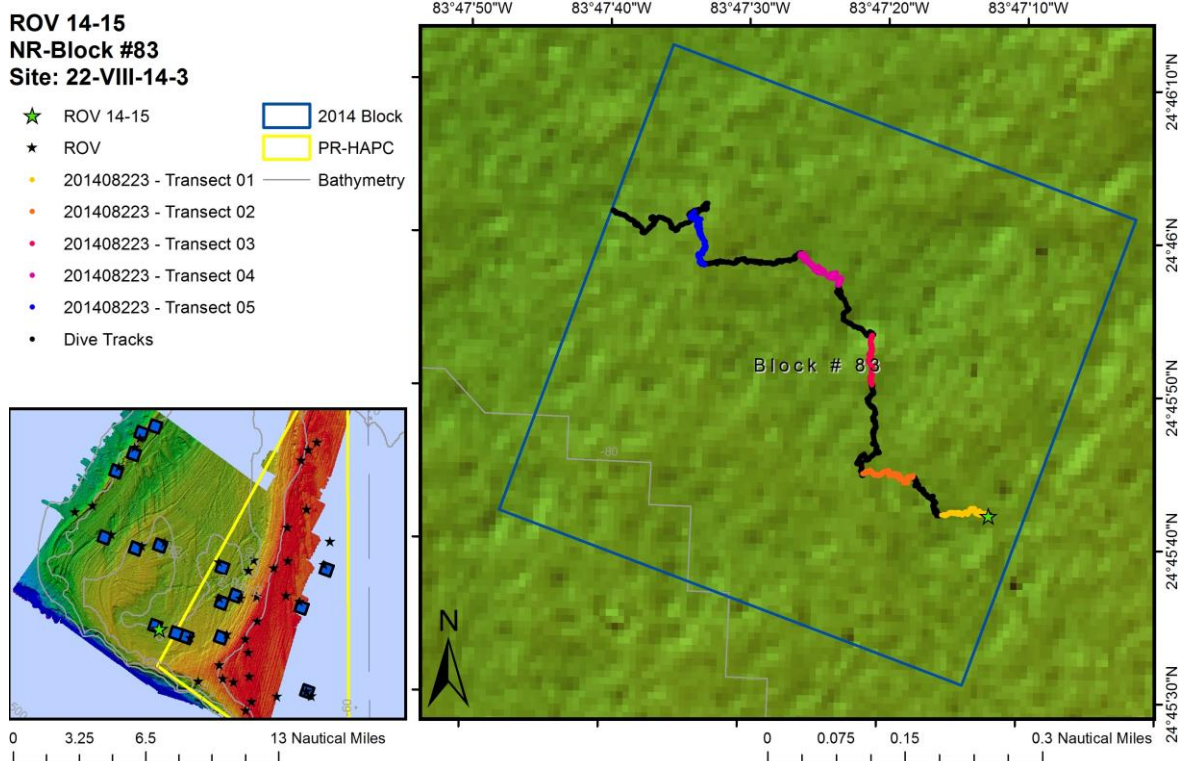 ROV 14-15
NR-Block #83
Site: 22-VIII-14-3
ROV 14-15
ROV
201408223 - Transect 01
201408223 - Transect 02
201408223 - Transect 03
201408223 - Transect 04
201408223 - Transect 05
Dive Tracks
2014 Block
PR-HAPC
Bathymetry
83°47'50"W 83°47'40"W 83°47'30"W 83°47'20"W 83°47'10"W
24°46'10"N
24°46'0"N
24°45'50"N
24°45'40"N
24°45'30"N
Block # 83
-80
N
0 3.25 6.5 13 Nautical Miles
0 0.075 0.15 0.3 Nautical Miles